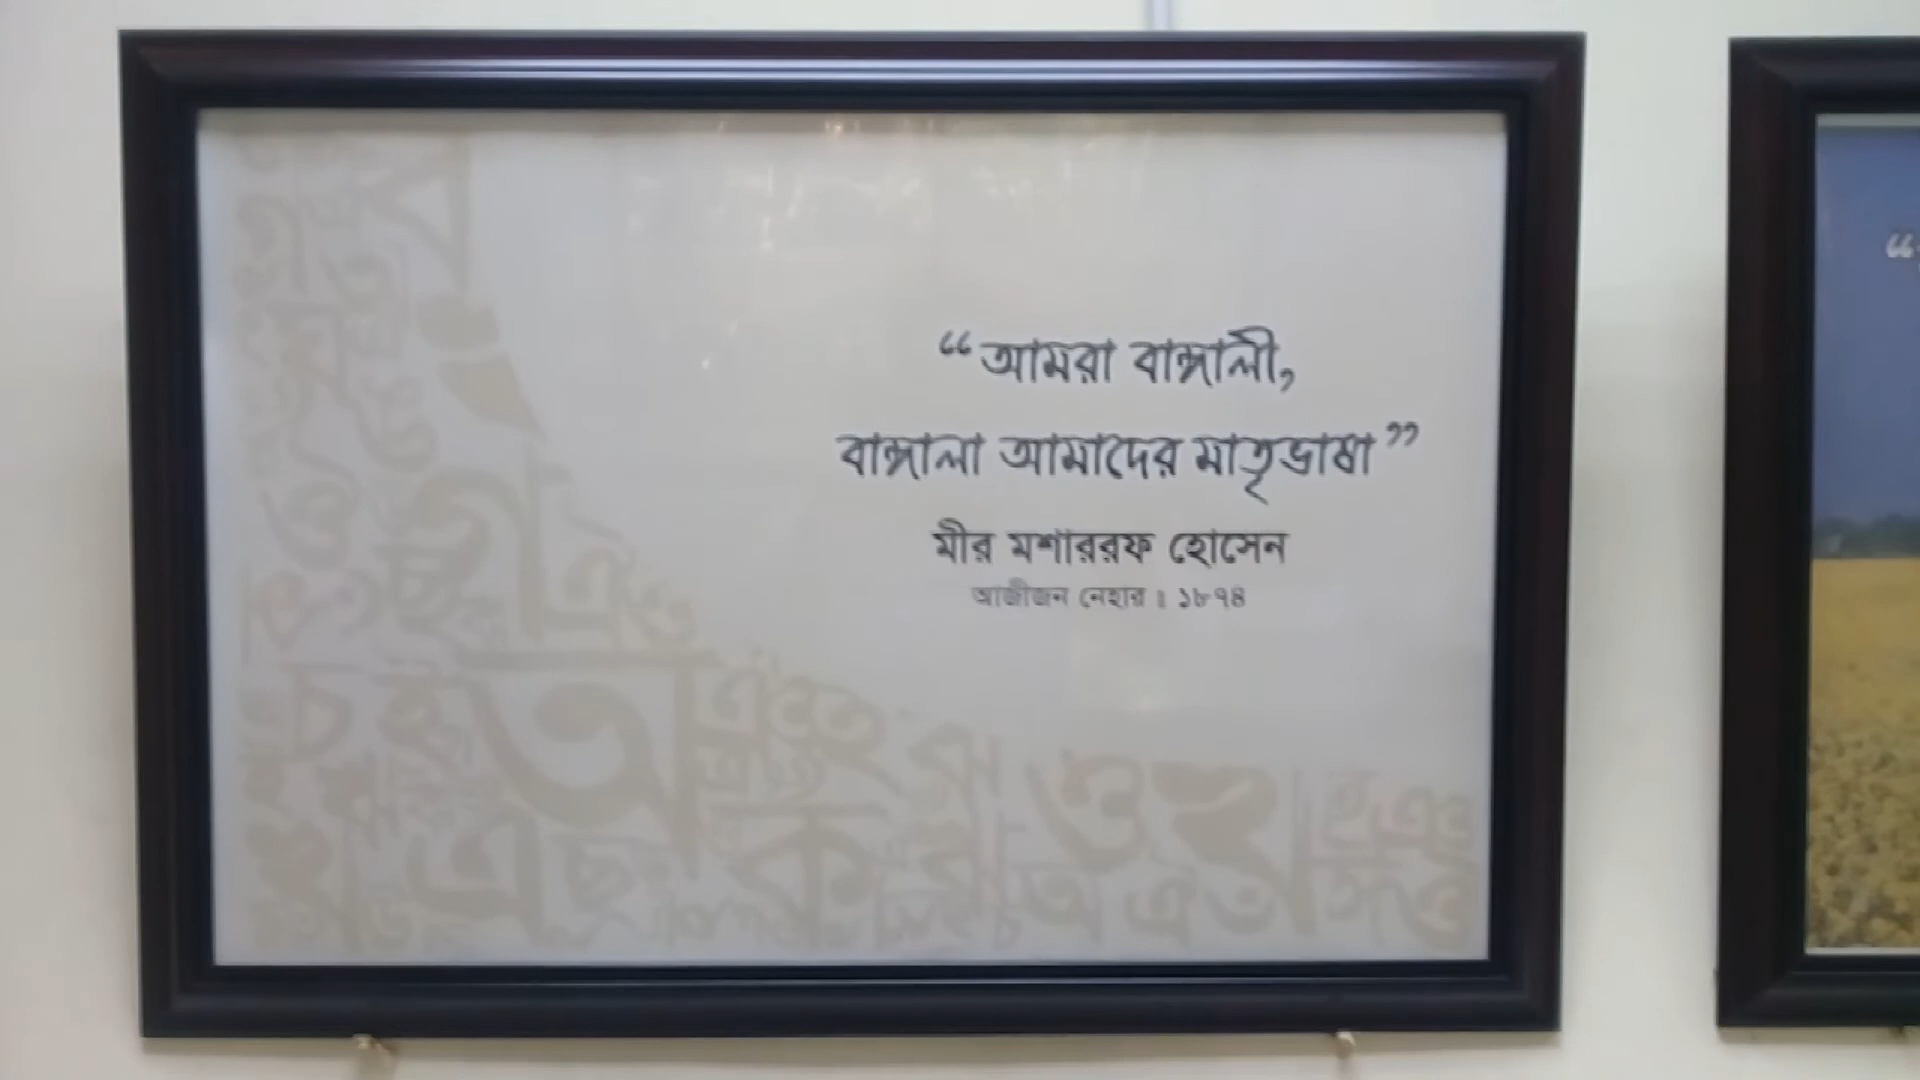 “আমরা বাঙ্গালী,
বাঙ্গালা আমাদের মাতৃভাষা”
মীর মশাররফ হোসেন
আজীজন নেহার । ১৮৭৪
“